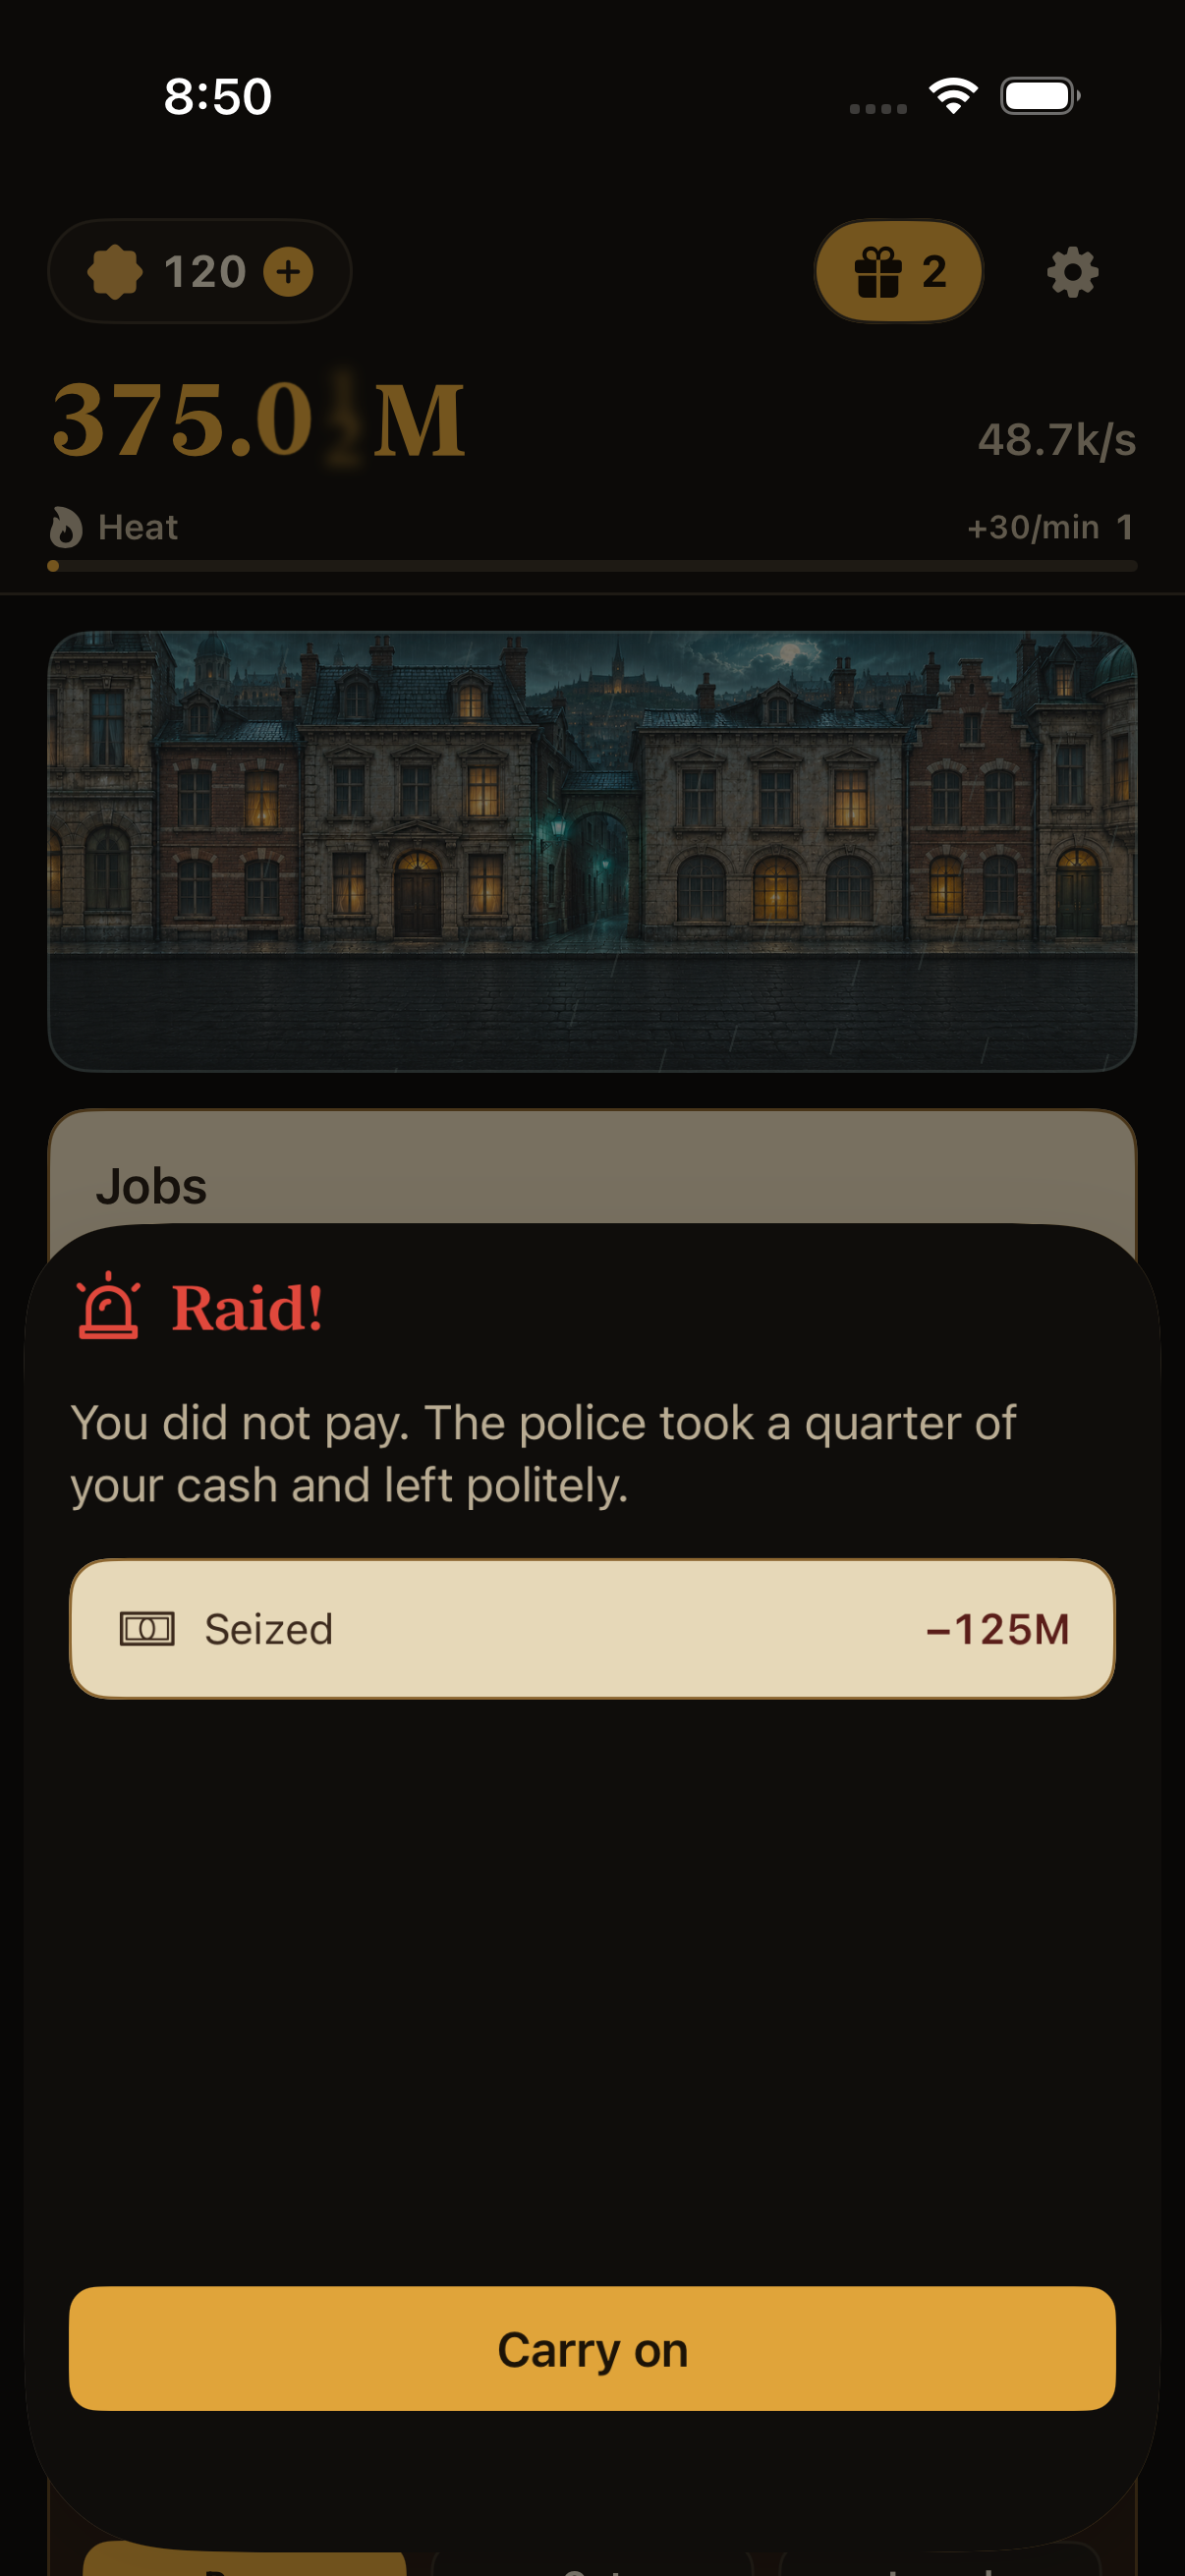 8:50
120
2
375.0 M
48.7k/s
Heat
+30/min 1
Jobs
Raid!
You did not pay. The police took a quarter of
your cash and left politely.
Seized
–125M
Carry on